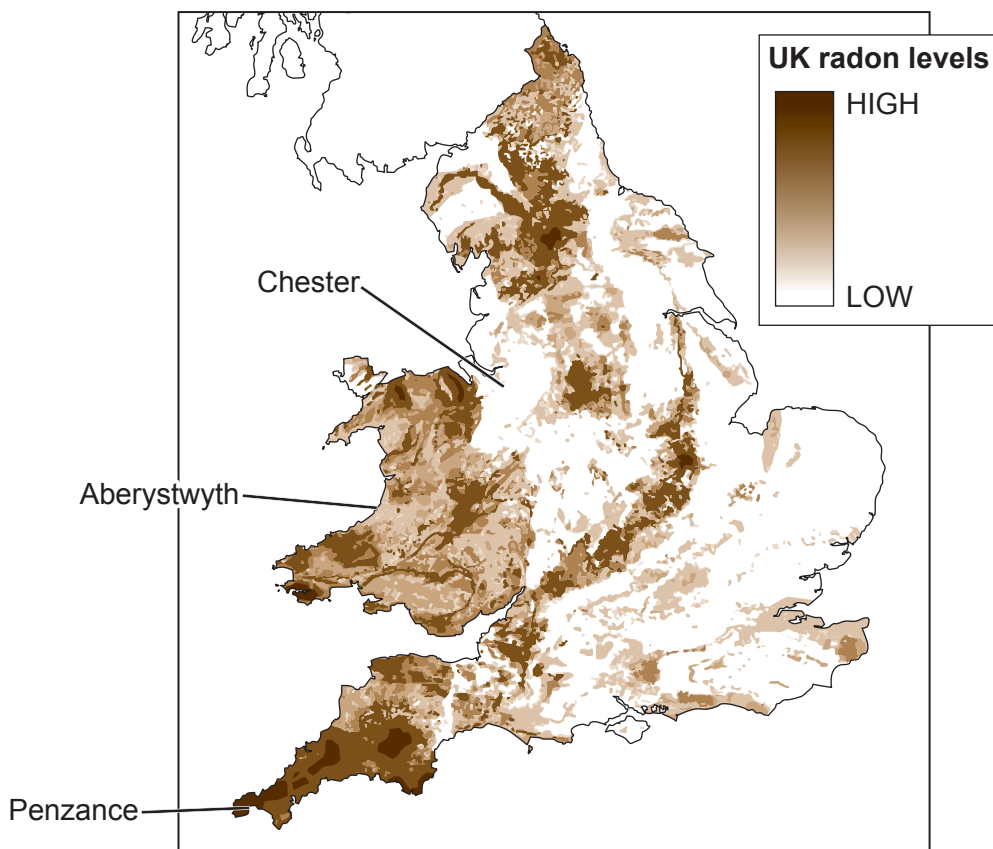 UK radon levels
HIGH
LOW
Chester
Aberystwyth
Penzance